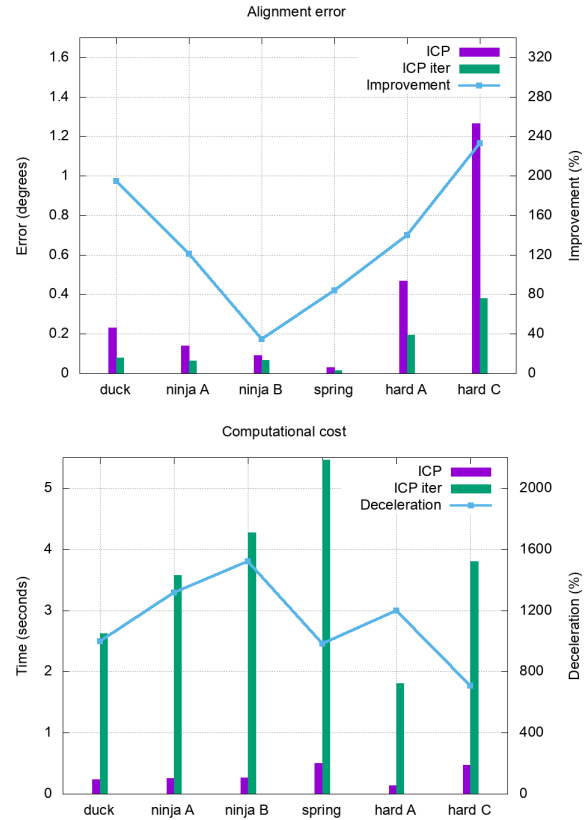 Alignment error
ICP
ICP iter
Improvement
Error (degrees)
0
0.2
0.4
0.6
0.8
1
1.2
1.4
1.6
Improvement (%)
0
40
80
120
160
200
240
280
320
duck ninja A ninja B spring hard A hard C
Computational cost
ICP
ICP iter
Deceleration
Time (seconds)
0
1
2
3
4
5
Deceleration (%)
0
400
800
1200
1600
2000
duck ninja A ninja B spring hard A hard C